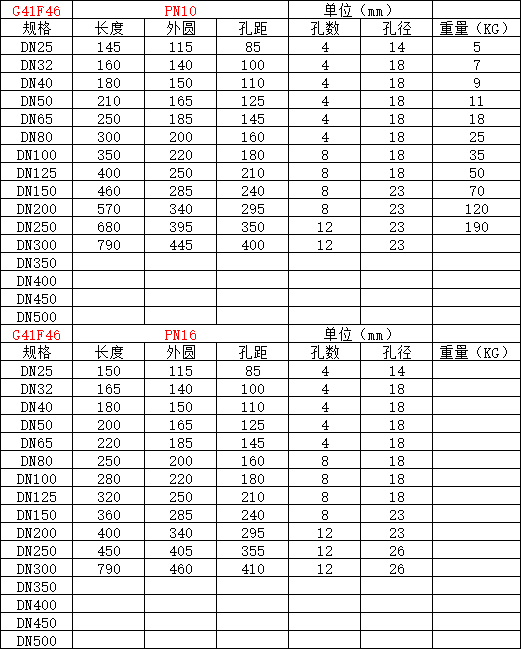 G41F46 PN10 单位（mm）
规格 长度 外圆 孔距 孔数 孔径 重量（KG）
DN25 145 115 85 4 14 5
DN32 160 140 100 4 18 7
DN40 180 150 110 4 18 9
DN50 210 165 125 4 18 11
DN65 250 185 145 4 18 18
DN80 300 200 160 4 18 25
DN100 350 220 180 8 18 35
DN125 400 250 210 8 18 50
DN150 460 285 240 8 23 70
DN200 570 340 295 8 23 120
DN250 680 395 350 12 23 190
DN300 790 445 400 12 23
DN350
DN400
DN450
DN500
G41F46 PN16 单位（mm）
规格 长度 外圆 孔距 孔数 孔径 重量（KG）
DN25 150 115 85 4 14
DN32 165 140 100 4 18
DN40 180 150 110 4 18
DN50 200 165 125 4 18
DN65 220 185 145 4 18
DN80 250 200 160 8 18
DN100 280 220 180 8 18
DN125 320 250 210 8 18
DN150 360 285 240 8 23
DN200 400 340 295 12 23
DN250 450 405 355 12 26
DN300 790 460 410 12 26
DN350
DN400
DN450
DN500